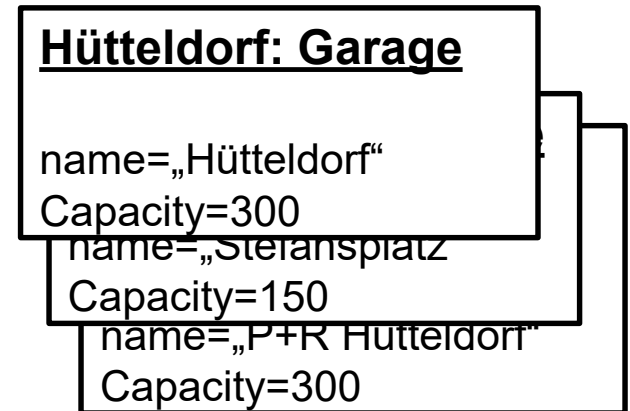 Hütteldorf: Garage
name=„Hütteldorf“
Capacity=300
name=„Stefansplatz
Capacity=150
name=„P+R Hütteldorf“
Capacity=300